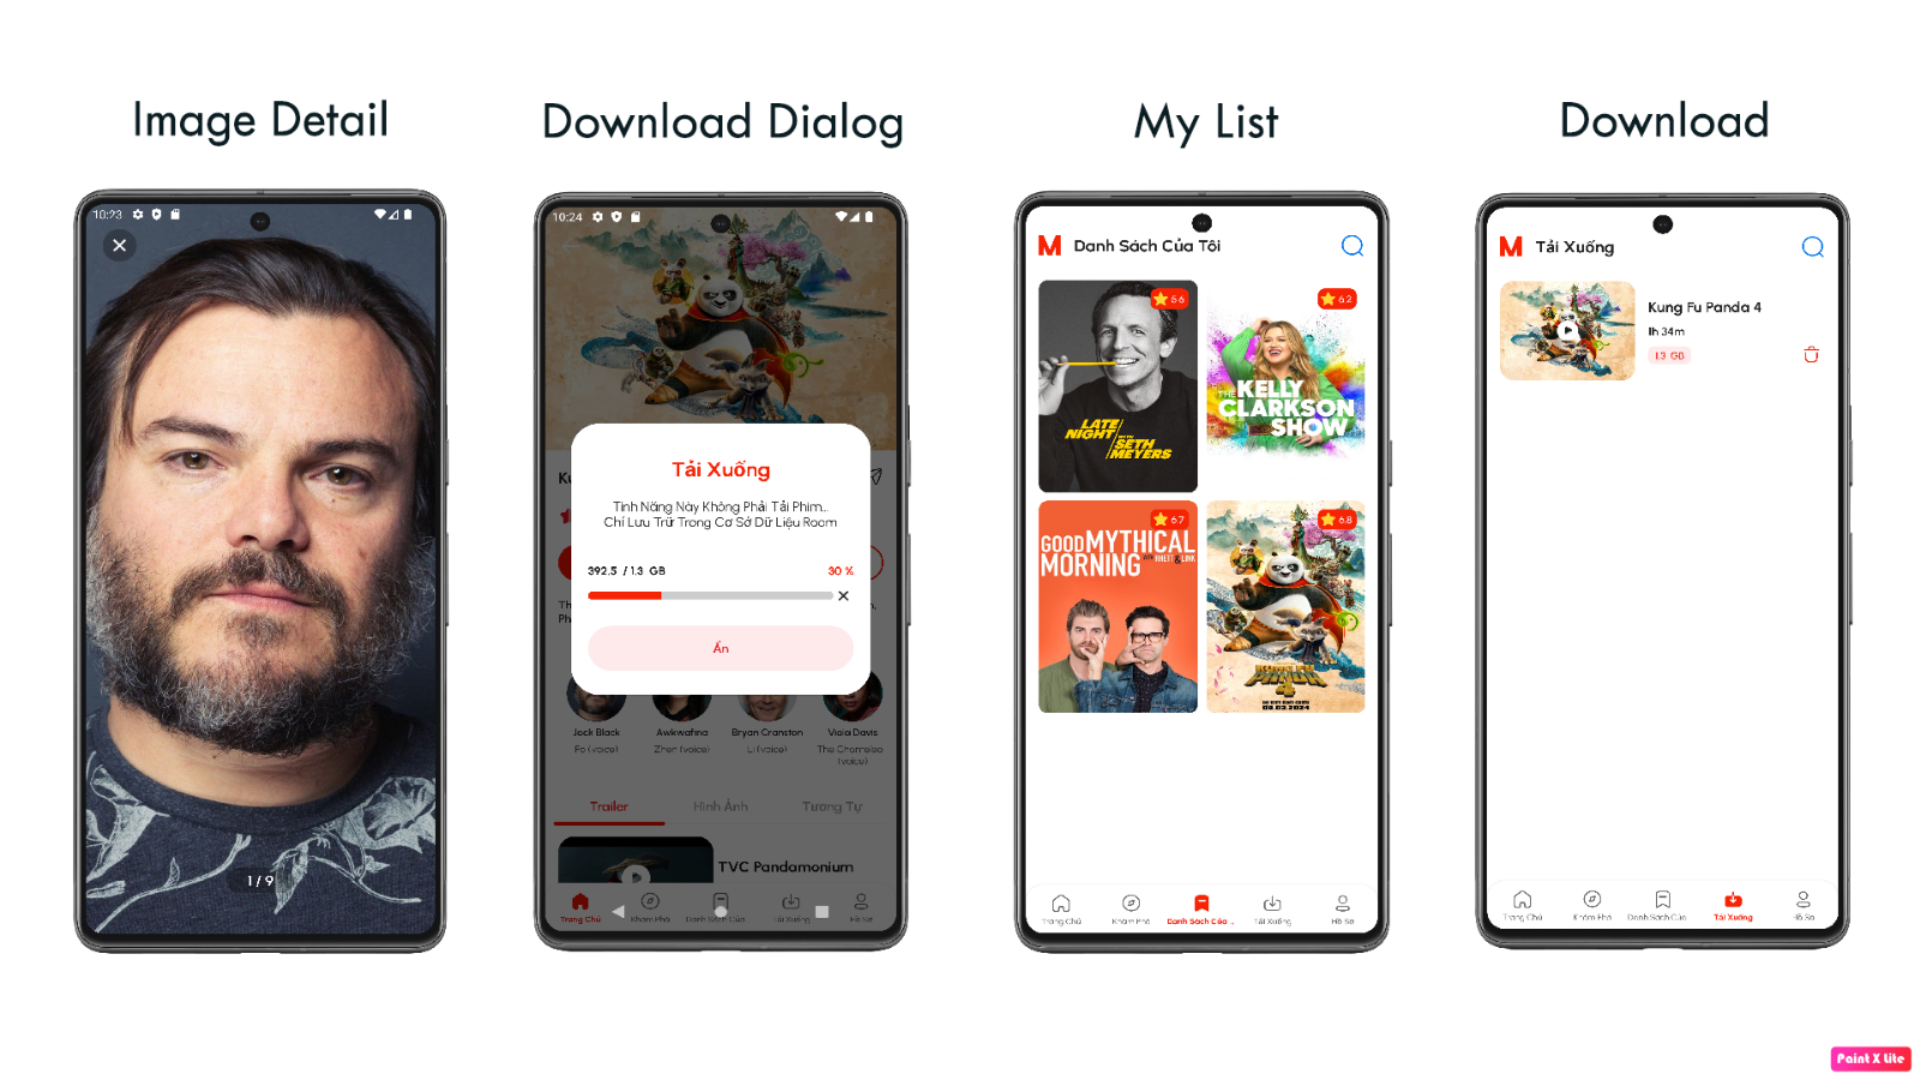 Image Detail
Download Dialog
My List
Download
10:23
1/9
10:24
Tải Xuống
Tính Năng Này Không Phải Tải Phim...
Chỉ Lưu Trữ Trong Cơ Sở Dữ Liệu Room
392.5 / 1.3 GB
30 %
Ẩn
Jack Black
Awkwafina
Bryan Cranston
Viola Davis
Po (voice)
Zhen (voice)
Li (voice)
The Chameleo
(voice)
Trailer
Hình Ảnh
Tương Tự
TVC Pandamonium
Trang Chủ
Khám Phá
Danh Sách Của
Tải Xuống
Hồ Sơ
M
Danh Sách Của Tôi
5.6
LATE
NIGHT
WITH
SETH
MEYERS
6.2
THE
KELLY
CLARKSON
SHOW
6.7
GOOD MYTHICAL
MORNING WITH RHETT & LINK
6.8
KUNG FU
PANDA
4
08.03.2024
Trang Chủ
Khám Phá
Danh Sách Của ...
Tải Xuống
Hồ Sơ
M
Tải Xuống
Kung Fu Panda 4
1h 34m
1.3 GB
Trang Chủ
Khám Phá
Danh Sách Của
Tải Xuống
Hồ Sơ
Paint X lite